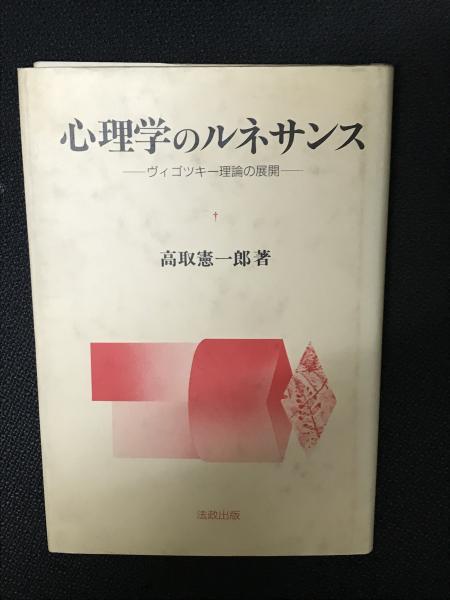 心理学のルネサンス
──ヴィゴツキー理論の展開──
†
高取憲一郎著
法政出版